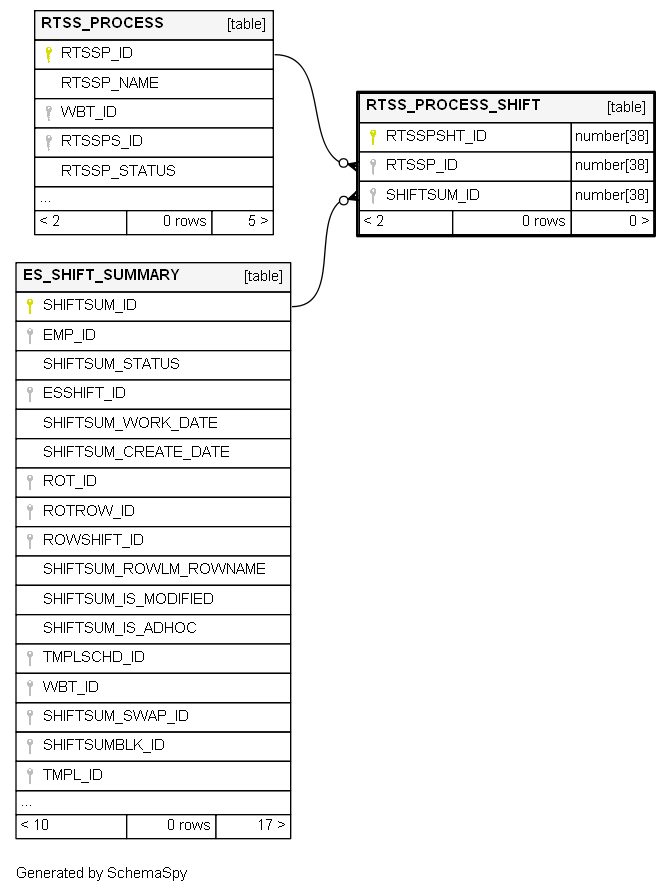 RTSS_PROCESS [table]
RTSSP_ID
RTSSP_NAME
WBT_ID
RTSSPS_ID
RTSSP_STATUS
...
< 2 0 rows 5 >
RTSS_PROCESS_SHIFT [table]
RTSSPSHT_ID number[38]
RTSSP_ID number[38]
SHIFTSUM_ID number[38]
< 2 0 rows 0 >
ES_SHIFT_SUMMARY [table]
SHIFTSUM_ID
EMP_ID
SHIFTSUM_STATUS
ESSHIFT_ID
SHIFTSUM_WORK_DATE
SHIFTSUM_CREATE_DATE
ROT_ID
ROTROW_ID
ROWSHIFT_ID
SHIFTSUM_ROWLM_ROWNAME
SHIFTSUM_IS_MODIFIED
SHIFTSUM_IS_ADHOC
TMPLSCHD_ID
WBT_ID
SHIFTSUM_SWAP_ID
SHIFTSUMBLK_ID
TMPL_ID
...
< 10 0 rows 17 >
Generated by SchemaSpy